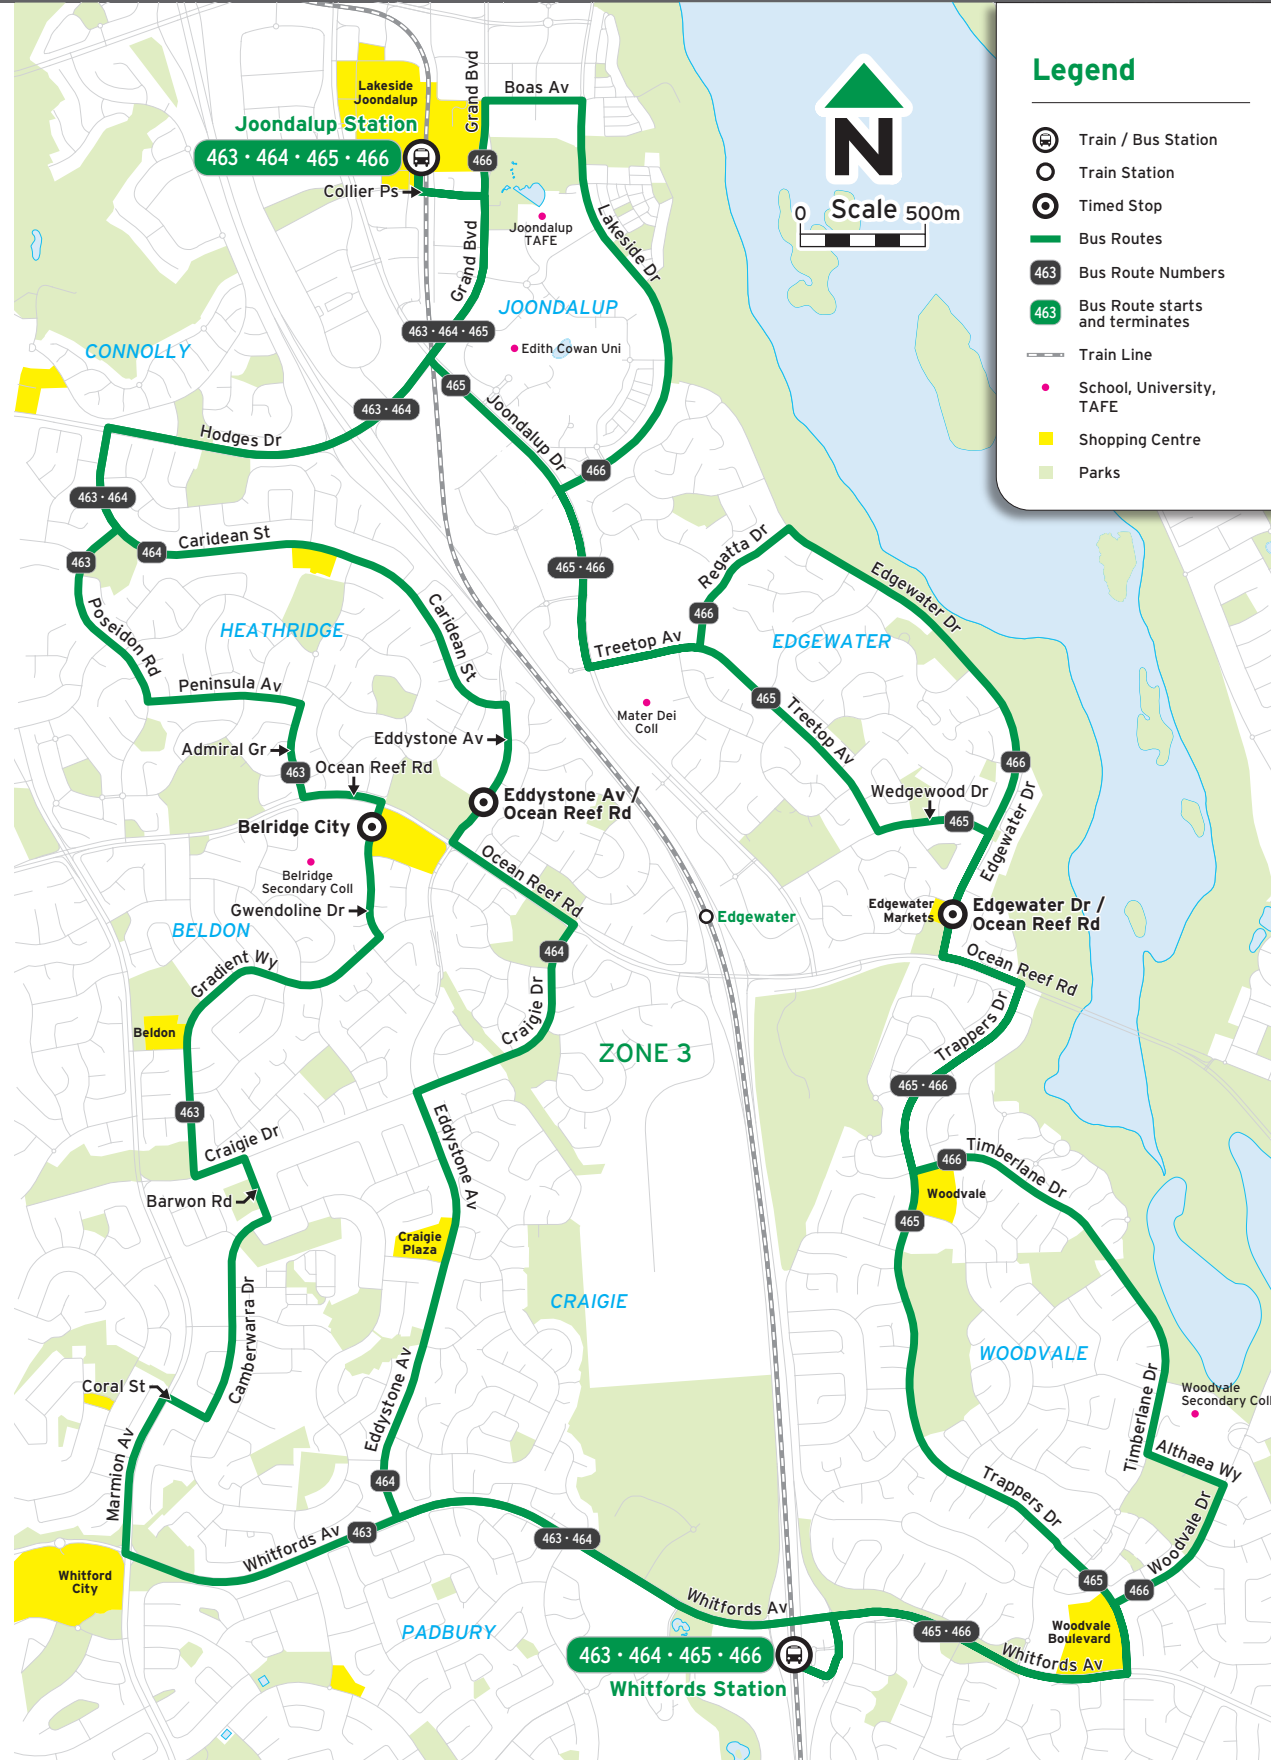 Legend
Train / Bus Station
Train Station
Timed Stop
Bus Routes
463
Bus Route Numbers
463
Bus Route starts
and terminates
Train Line
School, University,
TAFE
Shopping Centre
Parks
N
0 Scale 500m
Lakeside
Joondalup
Grand Bvd
Boas Av
Joondalup Station
463 · 464 · 465 · 466
466
Collier Ps
Joondalup
TAFE
Lakeside Dr
Grand Bvd
JOONDALUP
463 · 464 · 465
Edith Cowan Uni
CONNOLLY
465
463 · 464
Joondalup Dr
Hodges Dr
466
463 · 464
Caridean St
464
463
465 · 466
Regatta Dr
Edgewater Dr
Poseidon Rd
Caridean St
HEATHRIDGE
466
EDGEWATER
Treetop Av
Peninsula Av
465
Mater Dei
Coll
Treetop Av
Eddystone Av
Admiral Gr
463
Ocean Reef Rd
466
Wedgewood Dr
465
Edgewater Dr
Eddystone Av /
Ocean Reef Rd
Belridge City
Ocean Reef Rd
Belridge
Secondary Coll
Gwendoline Dr
BELDON
Edgewater
Edgewater
Markets
Edgewater Dr /
Ocean Reef Rd
464
Gradient Wy
Ocean Reef Rd
Craigie Dr
Trappers Dr
Beldon
ZONE 3
465 · 466
463
Eddystone Av
Craigie Dr
466
Timberlane Dr
Barwon Rd
Woodvale
465
Craigie
Plaza
CRAIGIE
Camberwarra Dr
WOODVALE
Coral St
Eddystone Av
Timberlane Dr
Woodvale
Secondary Coll
Marmion Av
Althaea Wy
464
Trappers Dr
Woodvale Dr
463
Whitfords Av
463 · 464
Whitford
City
465
466
Whitfords Av
PADBURY
465 · 466
Woodvale
Boulevard
Whitfords Av
463 · 464 · 465 · 466
Whitfords Station